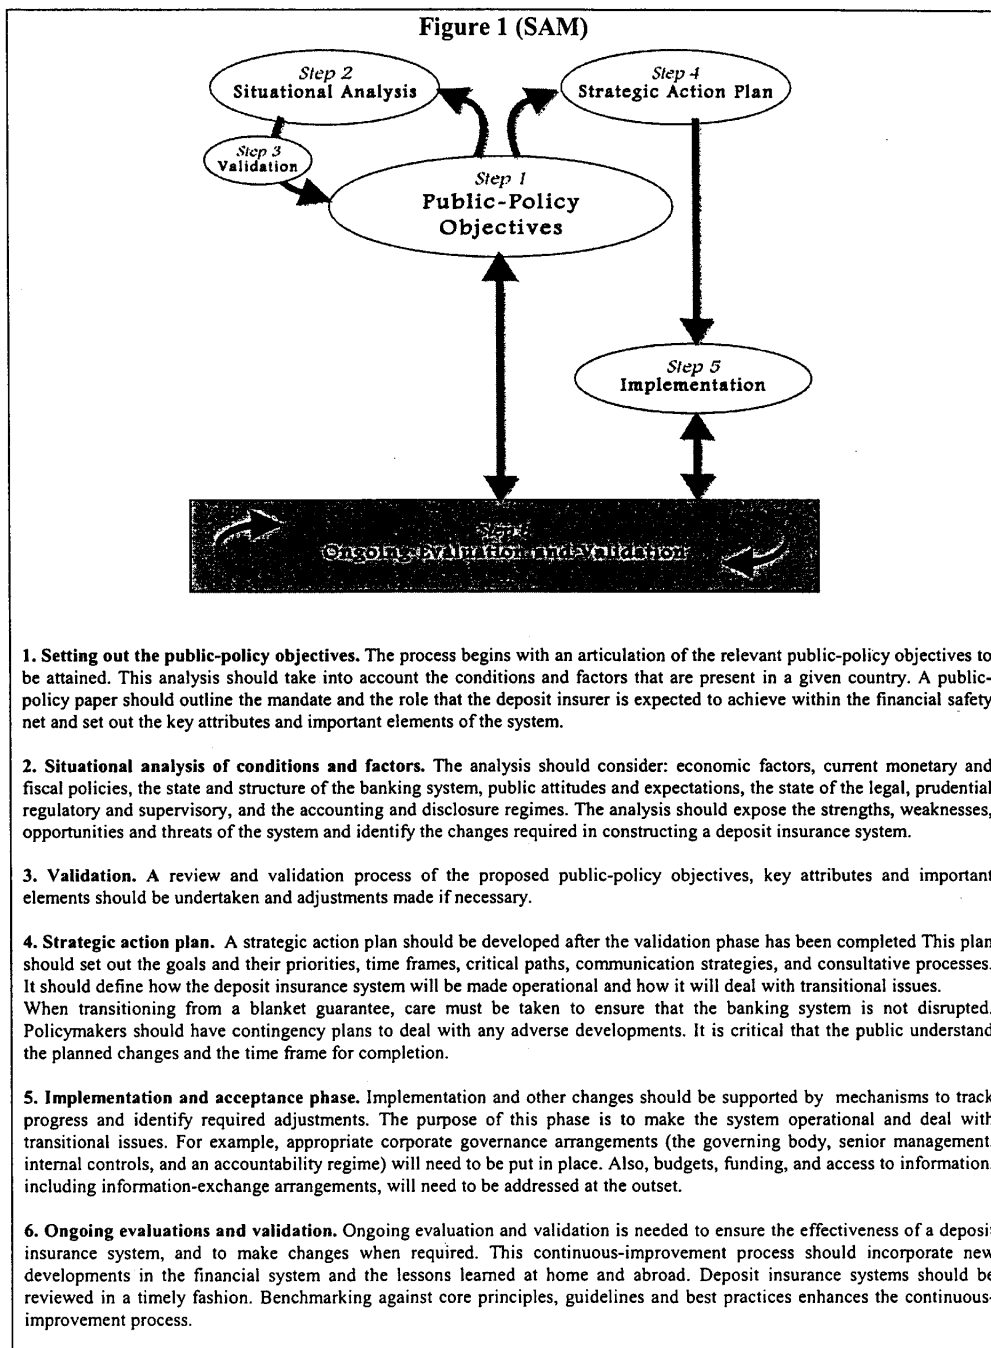 Figure 1 (SAM)
Step 2
Situational Analysis
Step 4
Strategic Action Plan
Step 3
Validation
Step 1
Public-Policy
Objectives
Step 5
Implementation
Step
Ongoing Evaluation and Validation
1. Setting out the public-policy objectives. The process begins with an articulation of the relevant public-policy objectives to
be attained. This analysis should take into account the conditions and factors that are present in a given country. A public-
policy paper should outline the mandate and the role that the deposit insurer is expected to achieve within the financial safety
net and set out the key attributes and important elements of the system.
2. Situational analysis of conditions and factors. The analysis should consider: economic factors, current monetary and
fiscal policies, the state and structure of the banking system, public attitudes and expectations, the state of the legal, prudential
regulatory and supervisory, and the accounting and disclosure regimes. The analysis should expose the strengths, weaknesses,
opportunities and threats of the system and identify the changes required in constructing a deposit insurance system.
3. Validation. A review and validation process of the proposed public-policy objectives, key attributes and important
elements should be undertaken and adjustments made if necessary.
4. Strategic action plan. A strategic action plan should be developed after the validation phase has been completed This plan
should set out the goals and their priorities, time frames, critical paths, communication strategies, and consultative processes.
It should define how the deposit insurance system will be made operational and how it will deal with transitional issues.
When transitioning from a blanket guarantee, care must be taken to ensure that the banking system is not disrupted.
Policymakers should have contingency plans to deal with any adverse developments. It is critical that the public understand
the planned changes and the time frame for completion.
5. Implementation and acceptance phase. Implementation and other changes should be supported by mechanisms to track
progress and identify required adjustments. The purpose of this phase is to make the system operational and deal with
transitional issues. For example, appropriate corporate governance arrangements (the governing body, senior management,
internal controls, and an accountability regime) will need to be put in place. Also, budgets, funding, and access to information,
including information-exchange arrangements, will need to be addressed at the outset.
6. Ongoing evaluations and validation. Ongoing evaluation and validation is needed to ensure the effectiveness of a deposit
insurance system, and to make changes when required. This continuous-improvement process should incorporate new
developments in the financial system and the lessons learned at home and abroad. Deposit insurance systems should be
reviewed in a timely fashion. Benchmarking against core principles, guidelines and best practices enhances the continuous-
improvement process.